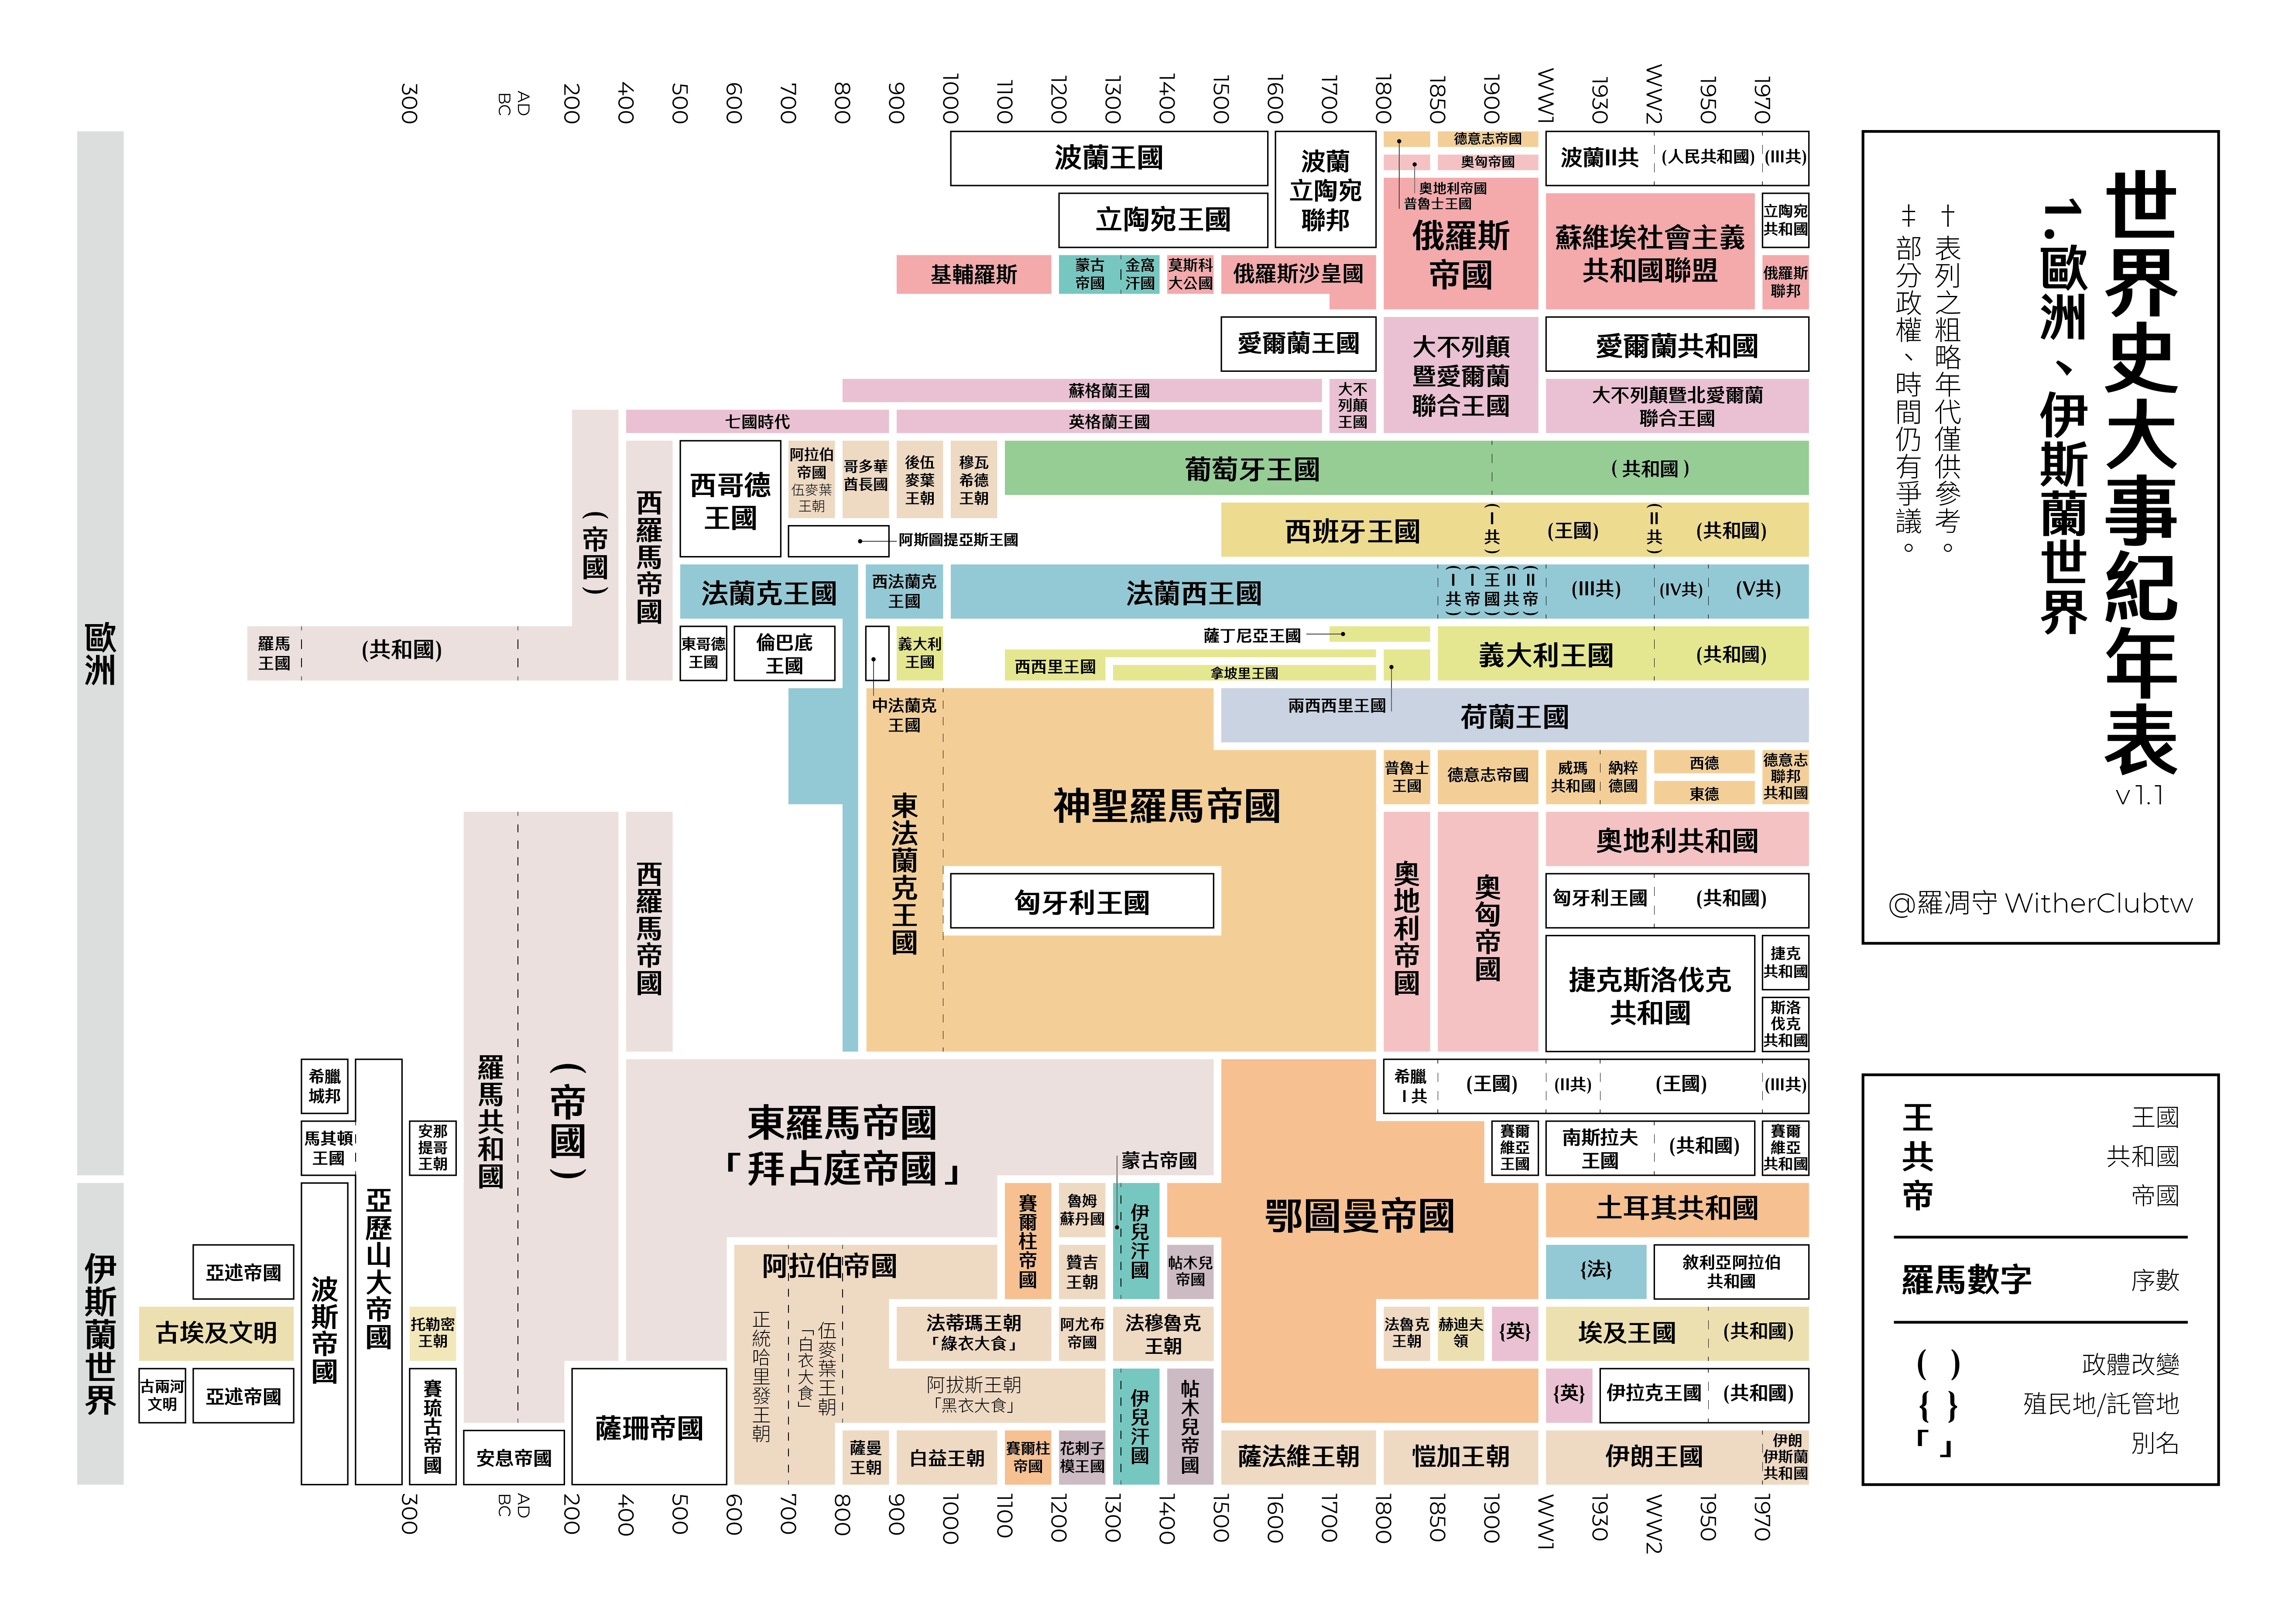 世界史大事紀年表
v 1.1
1.歐洲、伊斯蘭世界
† 表列之粗略年代僅供參考。
‡ 部分政權、時間仍有爭議。
@羅凋守 WitherClubtw
王 王國
共 共和國
帝 帝國
羅馬數字 序數
( ) 政體改變
{ } 殖民地/託管地
「 」 別名
300
AD
BC
200
400
500
600
700
800
900
1000
1100
1200
1300
1400
1500
1600
1700
1800
1850
1900
WW1
1930
WW2
1950
1970
歐洲
伊斯蘭世界
波蘭王國
波蘭
立陶宛
聯邦
德意志帝國
奧匈帝國
奧地利帝國
普魯士王國
波蘭II共
(人民共和國)
(III共)
立陶宛王國
俄羅斯
帝國
蘇維埃社會主義
共和國聯盟
立陶宛
共和國
基輔羅斯
蒙古
帝國
金窩
汗國
莫斯科
大公國
俄羅斯沙皇國
俄羅斯
聯邦
愛爾蘭王國
大不列顛
暨愛爾蘭
聯合王國
愛爾蘭共和國
蘇格蘭王國
大不
列顛
王國
大不列顛暨北愛爾蘭
聯合王國
七國時代
英格蘭王國
(帝國)
西羅馬帝國
西哥德
王國
阿拉伯
帝國
伍麥葉
王朝
哥多華
酋長國
後伍
麥葉
王朝
穆瓦
希德
王朝
葡萄牙王國
(共和國)
阿斯圖提亞斯王國
西班牙王國
(I共)
(王國)
(II共)
(共和國)
法蘭克王國
西法蘭克
王國
法蘭西王國
(I共)
(I帝)
(王國)
(II共)
(II帝)
(III共)
(IV共)
(V共)
羅馬
王國
(共和國)
東哥德
王國
倫巴底
王國
義大利
王國
薩丁尼亞王國
西西里王國
拿坡里王國
義大利王國
(共和國)
中法蘭克
王國
兩西西里王國
荷蘭王國
東法蘭克王國
神聖羅馬帝國
普魯士
王國
德意志帝國
威瑪
共和國
納粹
德國
西德
東德
德意志
聯邦
共和國
西羅馬帝國
奧地利帝國
奧匈帝國
奧地利共和國
匈牙利王國
匈牙利王國
(共和國)
捷克斯洛伐克
共和國
捷克
共和國
斯洛
伐克
共和國
希臘
城邦
亞歷山大帝國
羅馬共和國
(帝國)
東羅馬帝國
「拜占庭帝國」
希臘
I 共
(王國)
(II共)
(王國)
(III共)
馬其頓
王國
安那
提哥
王朝
鄂圖曼帝國
賽爾
維亞
王國
南斯拉夫
王國
(共和國)
賽爾
維亞
共和國
波斯帝國
蒙古帝國
賽爾柱帝國
魯姆
蘇丹國
伊兒汗國
土耳其共和國
亞述帝國
阿拉伯帝國
贊吉
王朝
帖木兒
帝國
{法}
敘利亞阿拉伯
共和國
古埃及文明
托勒密
王朝
正統哈里發王朝
伍麥葉王朝
「白衣大食」
法蒂瑪王朝
「綠衣大食」
阿尤布
帝國
法穆魯克
王朝
法魯克
王朝
赫迪夫
領
{英}
埃及王國
(共和國)
古兩河
文明
亞述帝國
賽琉古帝國
薩珊帝國
阿拔斯王朝
「黑衣大食」
伊兒汗國
帖木兒帝國
{英}
伊拉克王國
(共和國)
安息帝國
薩曼
王朝
白益王朝
賽爾柱
帝國
花剌子
模王國
薩法維王朝
愷加王朝
伊朗王國
伊朗
伊斯蘭
共和國
300
AD
BC
200
400
500
600
700
800
900
1000
1100
1200
1300
1400
1500
1600
1700
1800
1850
1900
WW1
1930
WW2
1950
1970